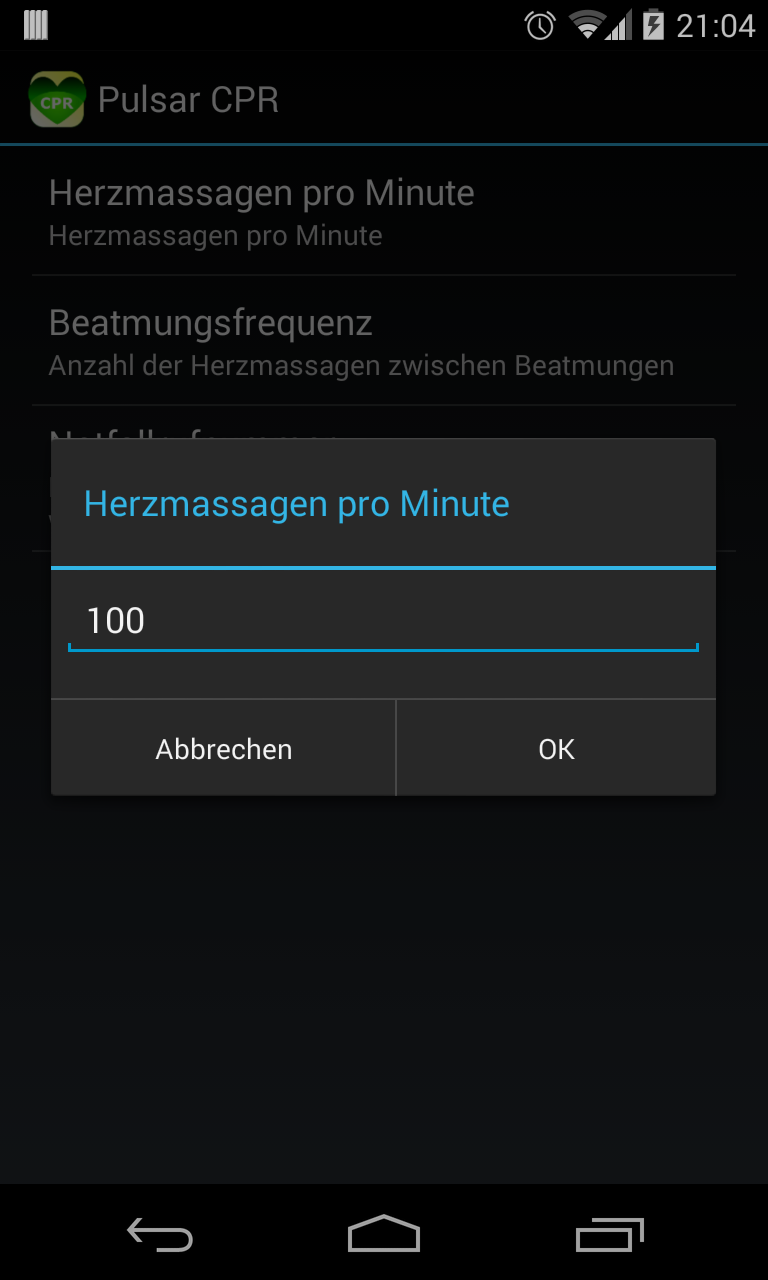 21:04
CPR
Pulsar CPR
Herzmassagen pro Minute
Herzmassagen pro Minute
Beatmungsfrequenz
Anzahl der Herzmassagen zwischen Beatmungen
Herzmassagen pro Minute
100
Abbrechen
OK